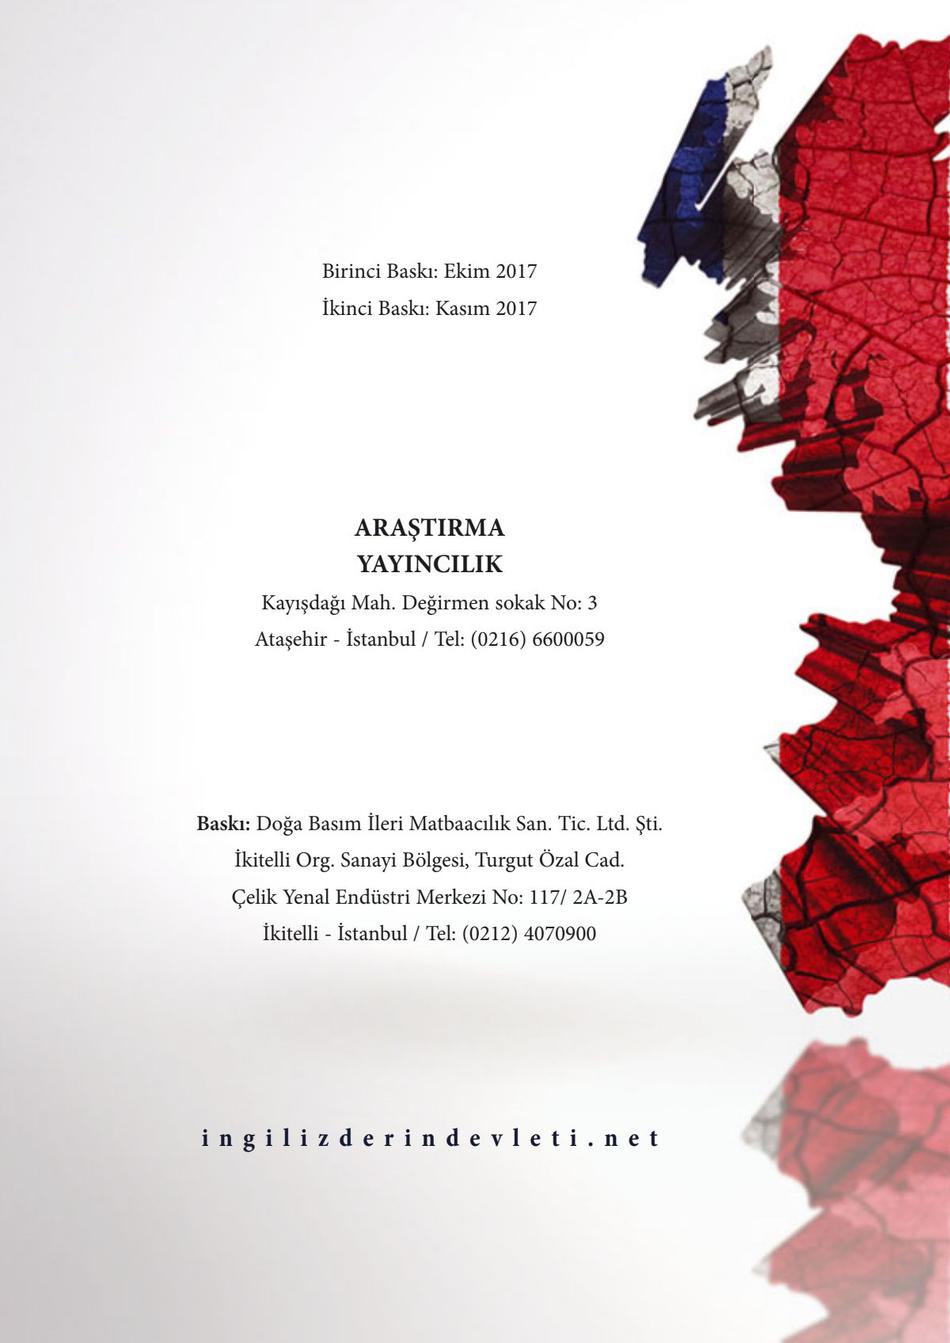 Birinci Baskı: Ekim 2017
İkinci Baskı: Kasım 2017
ARAŞTIRMA
YAYINCILIK
Kayışdağı Mah. Değirmen sokak No: 3
Ataşehir - İstanbul / Tel: (0216) 6600059
Baskı: Doğa Basım İleri Matbaacılık San. Tic. Ltd. Şti.
İkitelli Org. Sanayi Bölgesi, Turgut Özal Cad.
Çelik Yenal Endüstri Merkezi No: 117/ 2A-2B
İkitelli - İstanbul / Tel: (0212) 4070900
ingilizderindevleti.net